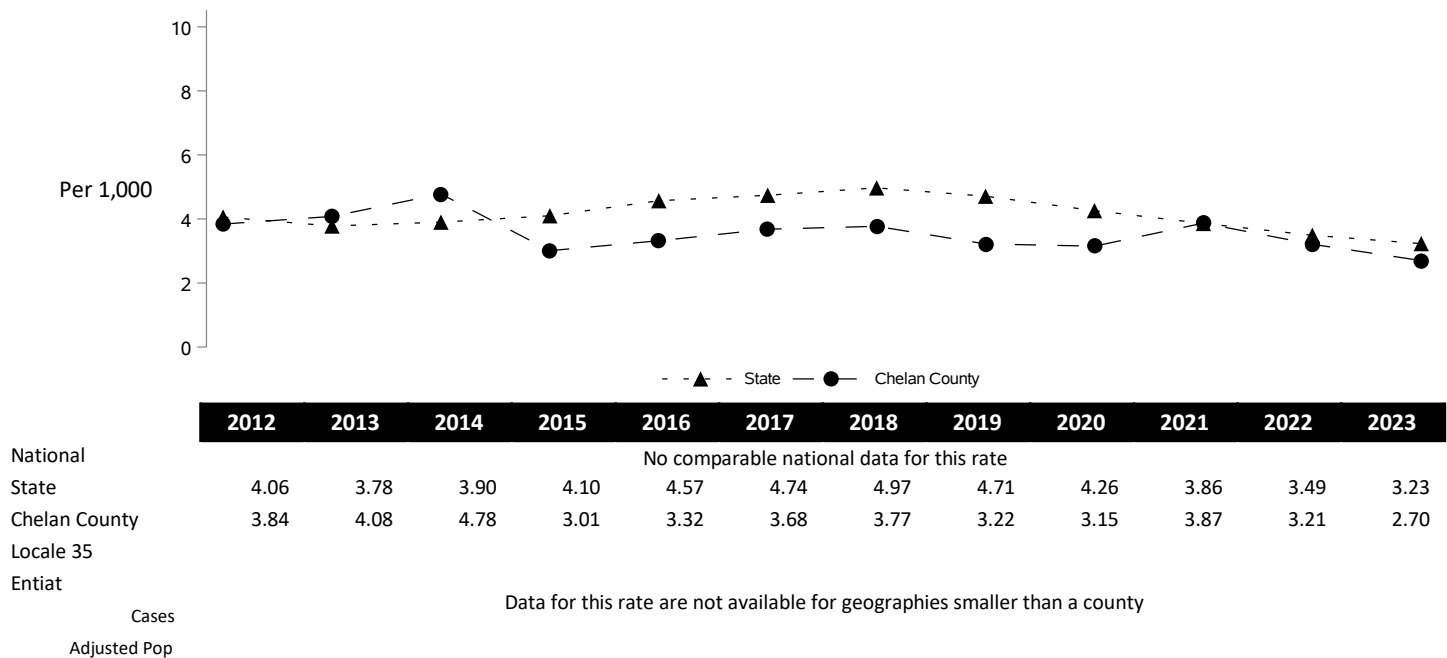 10
8
6
Per 1,000
4
2
0
State Chelan County
2012 2013 2014 2015 2016 2017 2018 2019 2020 2021 2022 2023
National No comparable national data for this rate
State 4.06 3.78 3.90 4.10 4.57 4.74 4.97 4.71 4.26 3.86 3.49 3.23
Chelan County 3.84 4.08 4.78 3.01 3.32 3.68 3.77 3.22 3.15 3.87 3.21 2.70
Locale 35
Entiat
Data for this rate are not available for geographies smaller than a county
Cases
Adjusted Pop